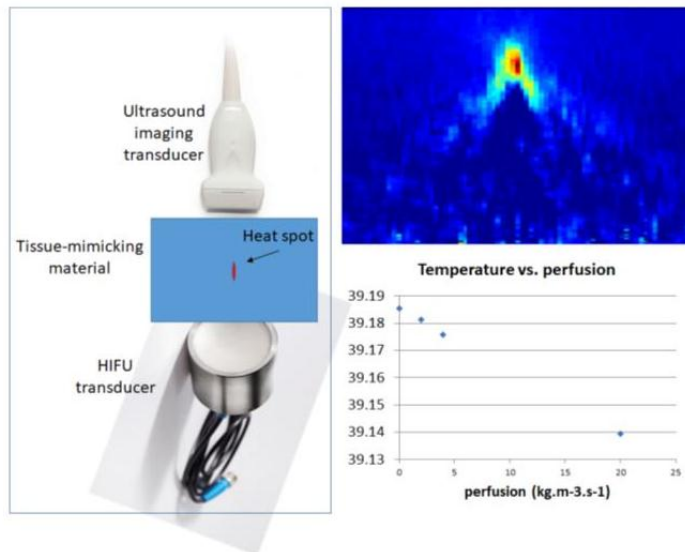 Ultrasound
imaging
transducer
Tissue-mimicking
material
Heat spot
HIFU
transducer
Temperature vs. perfusion
39.19
39.18
39.17
39.16
39.15
39.14
39.13
0
5
10
15
20
25
perfusion (kg.m-3.s-1)